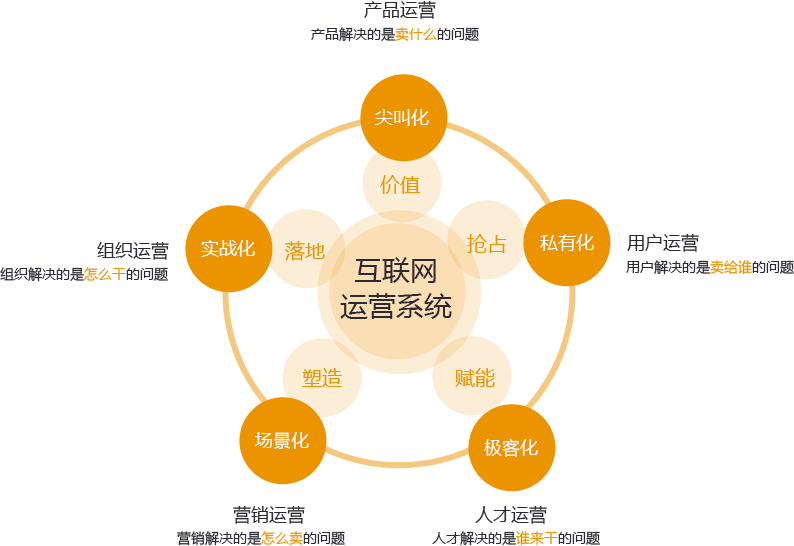 产品运营
产品解决的是卖什么的问题
尖叫化
价值
组织运营
组织解决的是怎么干的问题
实战化
落地
互联网
运营系统
抢占
私有化
用户运营
用户解决的是卖给谁的问题
塑造
赋能
场景化
极客化
营销运营
营销解决的是怎么卖的问题
人才运营
人才解决的是谁来干的问题